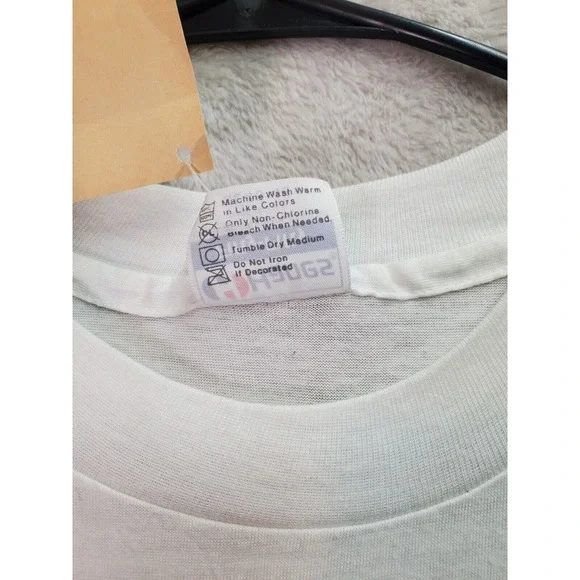 Machine Wash Warm
in Like Colors
Only Non-Chlorine
Bleach When Needed
Tumble Dry Medium
Do Not Iron
if Decorated